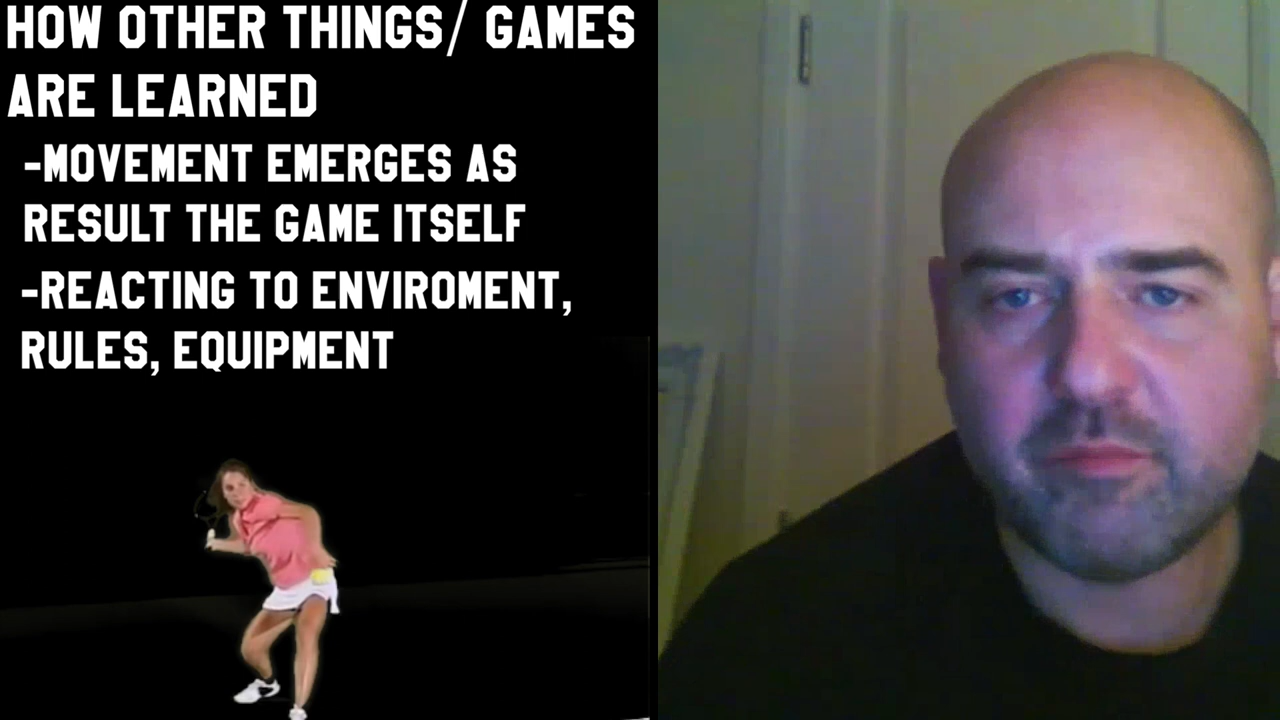 HOW OTHER THINGS/ GAMES
ARE LEARNED
-MOVEMENT EMERGES AS
RESULT THE GAME ITSELF
-REACTING TO ENVIROMENT,
RULES, EQUIPMENT